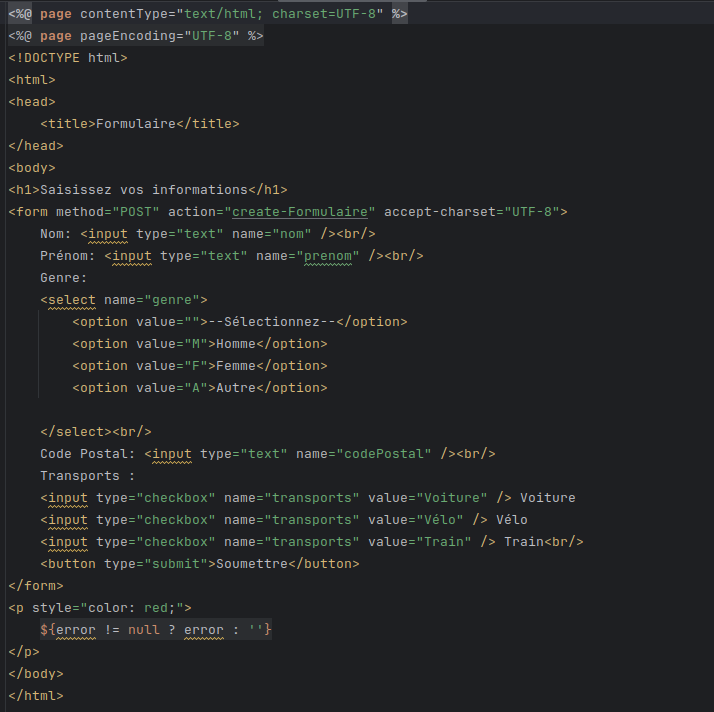 <%@ page contentType="text/html; charset=UTF-8" %>
<%@ page pageEncoding="UTF-8" %>
<!DOCTYPE html>
<html>
<head>
    <title>Formulaire</title>
</head>
<body>
<h1>Saisissez vos informations</h1>
<form method="POST" action="create-Formulaire" accept-charset="UTF-8">
    Nom: <input type="text" name="nom" /><br/>
    Prénom: <input type="text" name="prenom" /><br/>
    Genre:
    <select name="genre">
        <option value="">--Sélectionnez--</option>
        <option value="M">Homme</option>
        <option value="F">Femme</option>
        <option value="A">Autre</option>

    </select><br/>
    Code Postal: <input type="text" name="codePostal" /><br/>
    Transports :
    <input type="checkbox" name="transports" value="Voiture" /> Voiture
    <input type="checkbox" name="transports" value="Vélo" /> Vélo
    <input type="checkbox" name="transports" value="Train" /> Train<br/>
    <button type="submit">Soumettre</button>
</form>
<p style="color: red;">
    ${error != null ? error : ''}
</p>
</body>
</html>